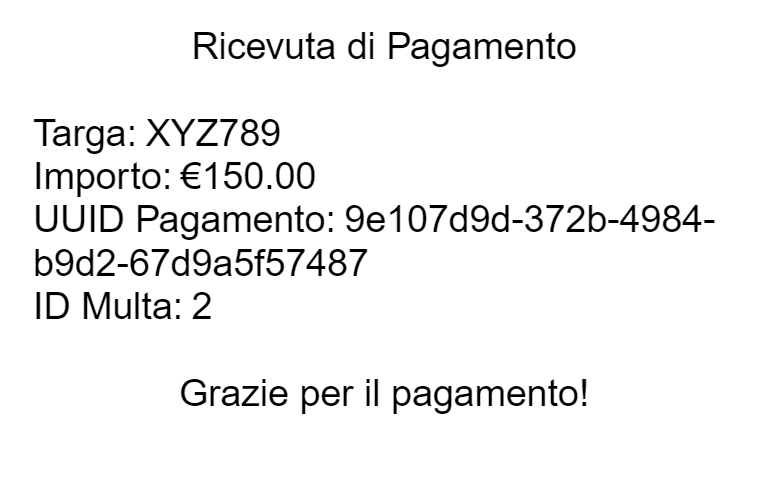 Ricevuta di Pagamento
Targa: XYZ789
Importo: €150.00
UUID Pagamento: 9e107d9d-372b-4984-
b9d2-67d9a5f57487
ID Multa: 2
Grazie per il pagamento!